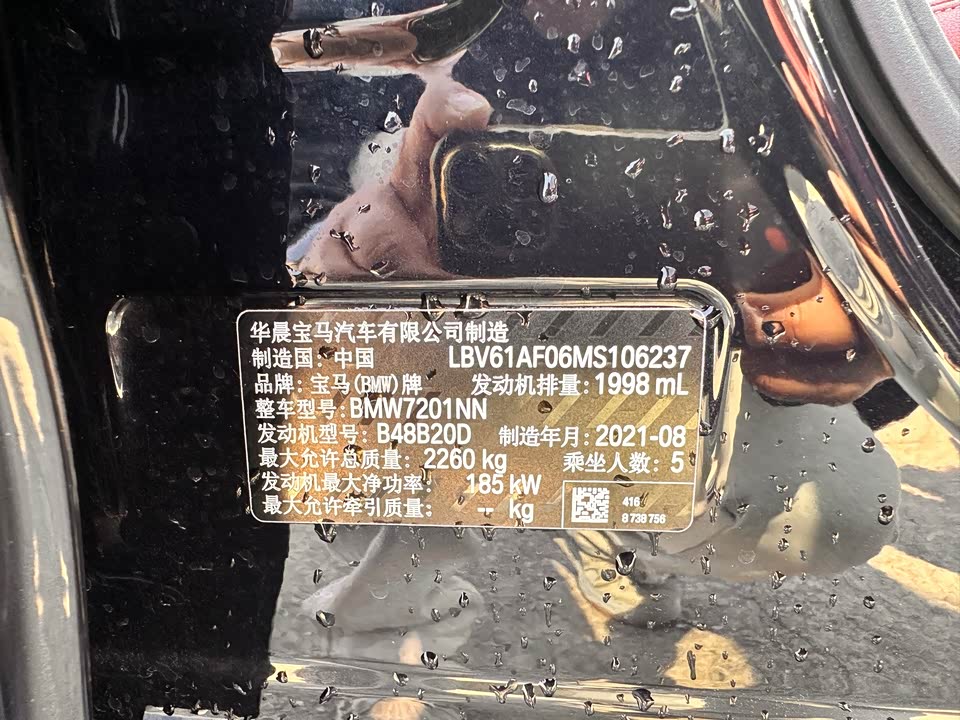 华晨宝马汽车有限公司制造
制造国：中国 LBV61AF06MS106237
品牌：宝马(BMW)牌 发动机排量：1998 mL
整车型号：BMW7201NN
发动机型号：B48B20D 制造年月：2021-08
最大允许总质量：2260 kg 乘坐人数：5
发动机最大净功率：185 kW
最大允许牵引质量：-- kg
416
8 738 756